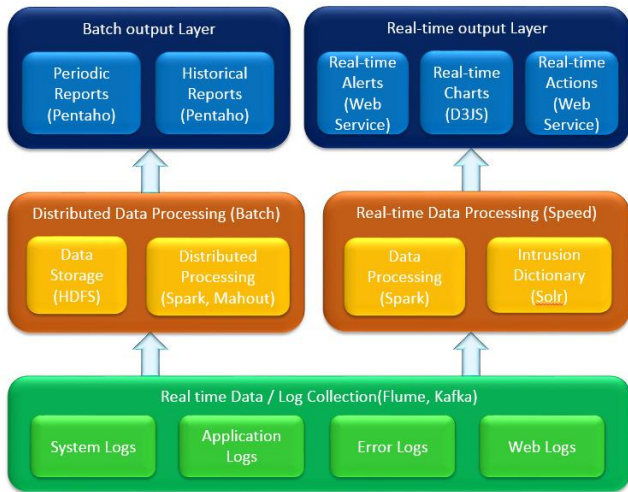 Batch output Layer
Periodic
Reports
(Pentaho)
Historical
Reports
(Pentaho)
Real-time output Layer
Real-time
Alerts
(Web
Service)
Real-time
Charts
(D3JS)
Real-time
Actions
(Web
Service)
Distributed Data Processing (Batch)
Data
Storage
(HDFS)
Distributed
Processing
(Spark, Mahout)
Real-time Data Processing (Speed)
Data
Processing
(Spark)
Intrusion
Dictionary
(Solr)
Real time Data / Log Collection(Flume, Kafka)
System Logs
Application
Logs
Error Logs
Web Logs